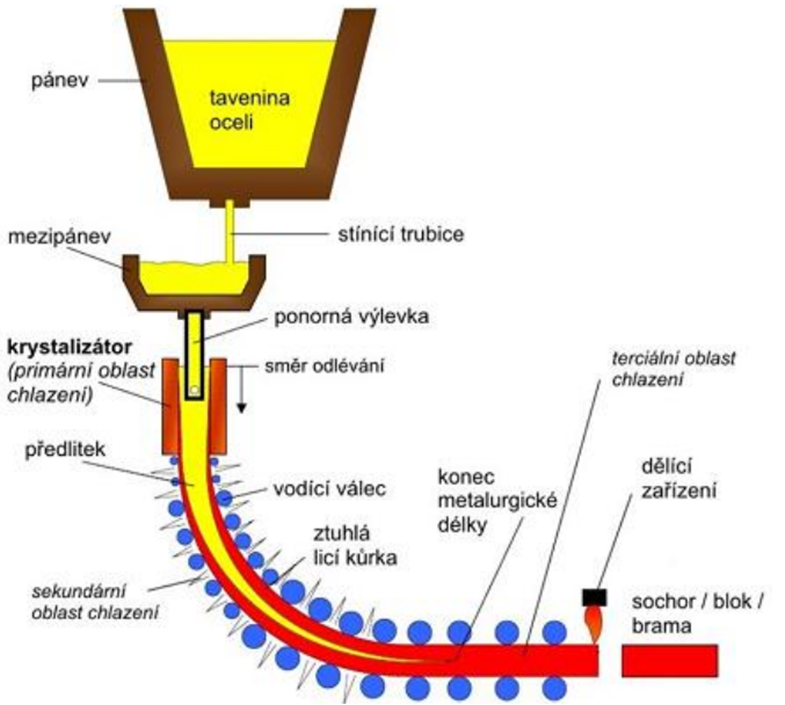 pánev
tavenina
oceli
mezipánev
stínící trubice
ponorná výlevka
krystalizátor
(primární oblast
chlazení)
směr odlévání
terciální oblast
chlazení
předlitek
vodící válec
konec
metalurgické
délky
dělící
zařízení
ztuhlá
licí kůrka
sekundární
oblast chlazení
sochor / blok /
brama